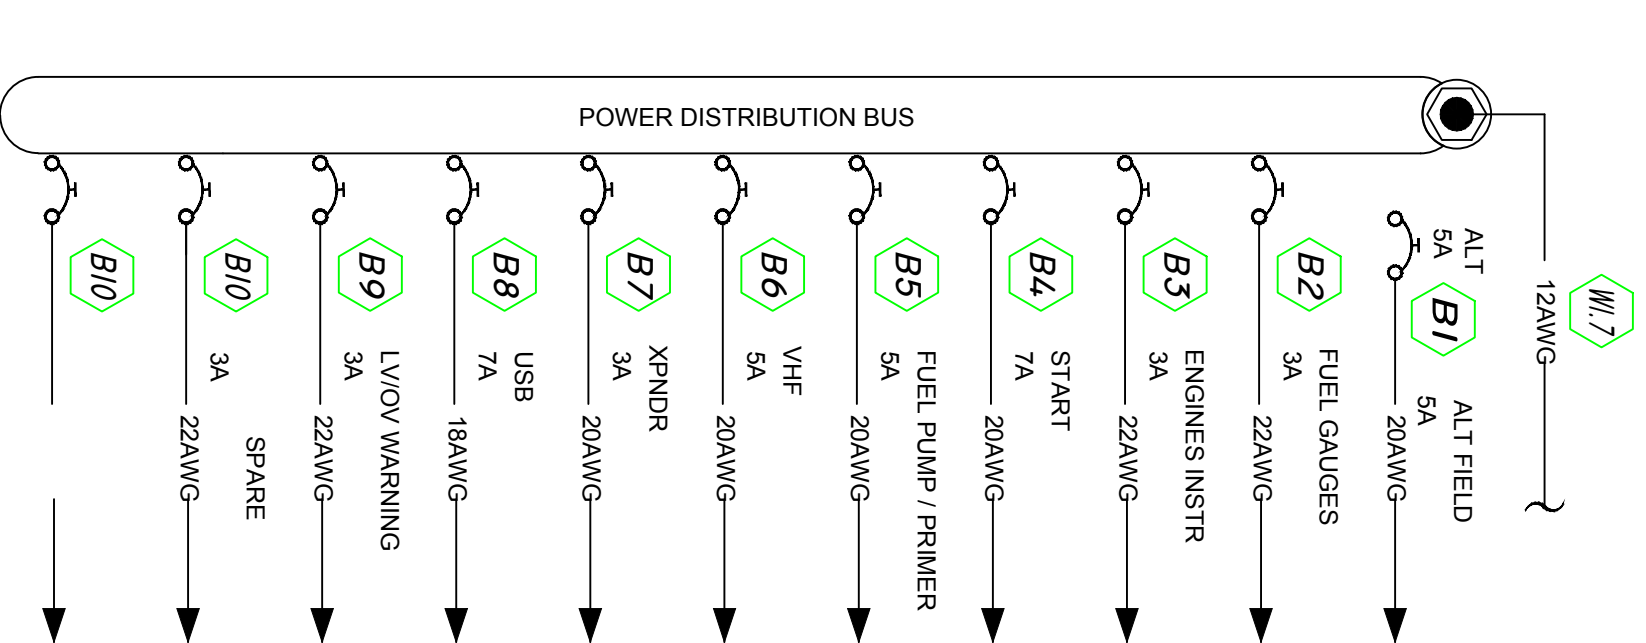 POWER DISTRIBUTION BUS
B10
B10
3A
22AWG
SPARE
B9
LV/OV WARNING
3A
22AWG
B8
USB
7A
18AWG
B7
XPNDR
3A
20AWG
B6
VHF
5A
20AWG
B5
FUEL PUMP / PRIMER
5A
20AWG
B4
START
7A
20AWG
B3
ENGINES INSTR
3A
22AWG
B2
FUEL GAUGES
3A
22AWG
ALT
5A
B1
ALT FIELD
5A
20AWG
W1.7
12AWG